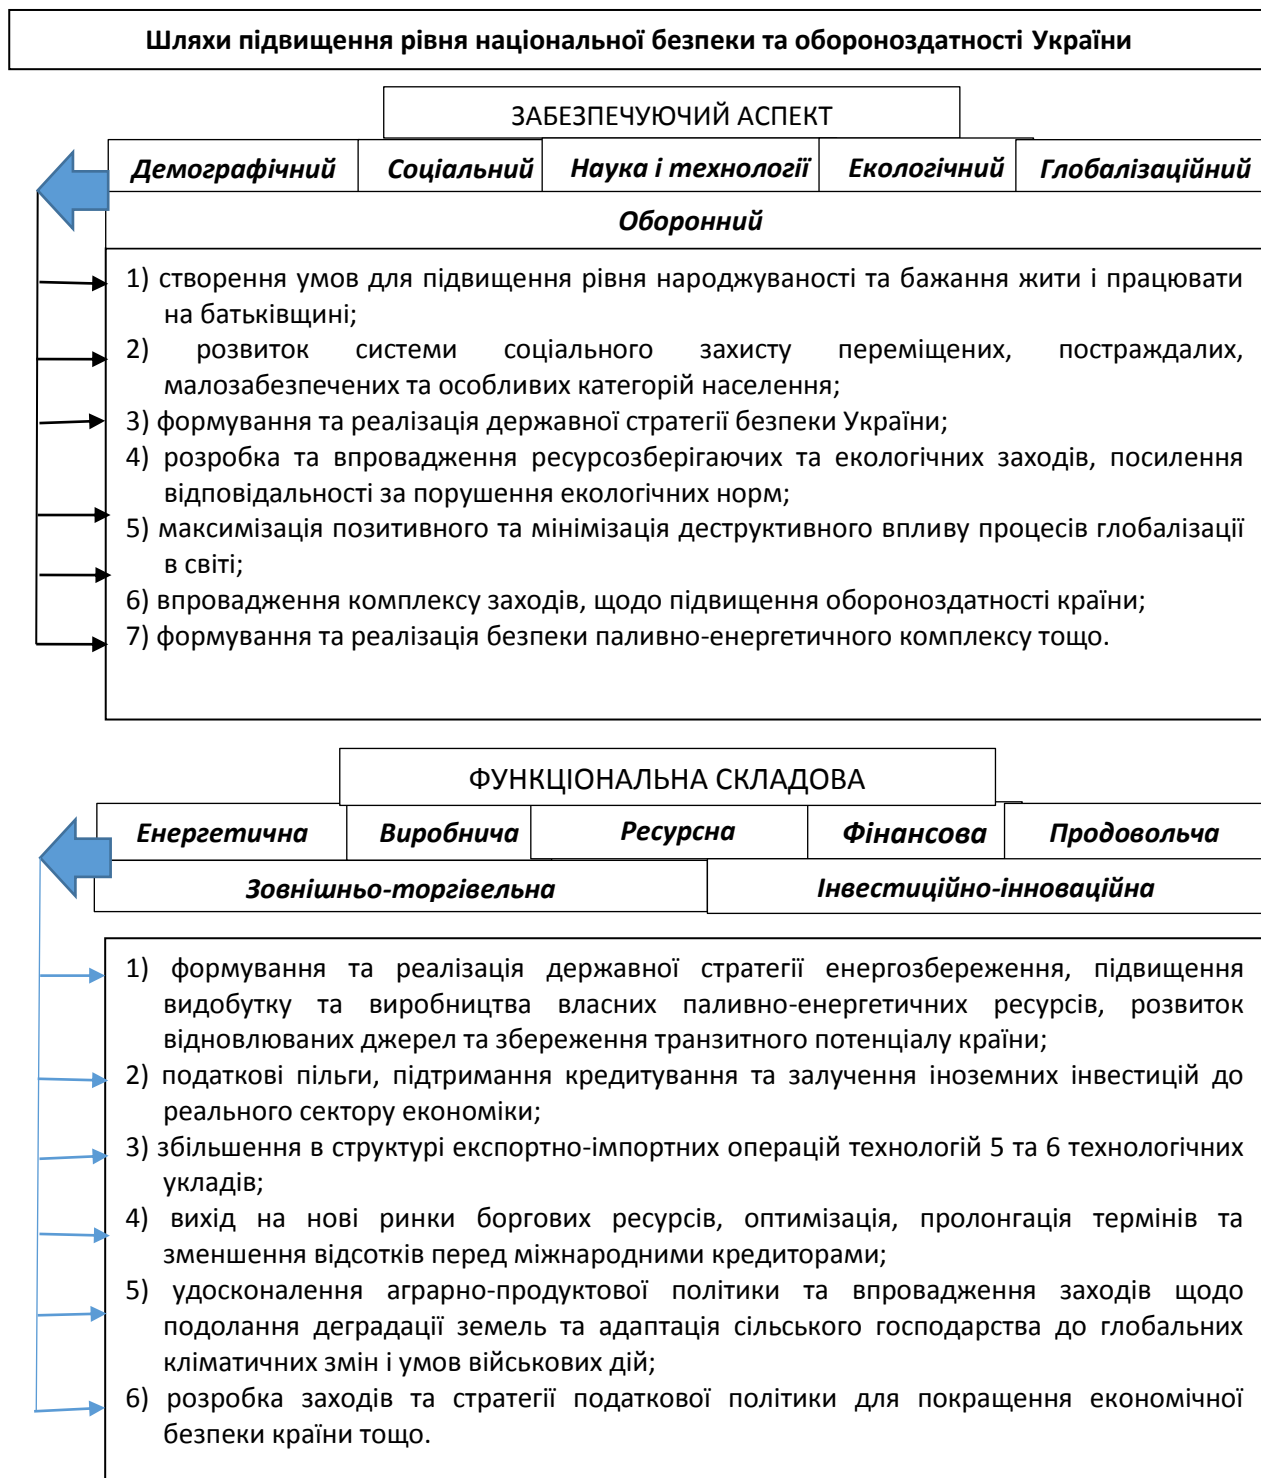 Шляхи підвищення рівня національної безпеки та обороноздатності України
ЗАБЕЗПЕЧУЮЧИЙ АСПЕКТ
Демографічний Соціальний Наука і технології Екологічний Глобалізаційний
Оборонний
1) створення умов для підвищення рівня народжуваності та бажання жити і працювати
на батьківщині;
2) розвиток системи соціального захисту переміщених, постраждалих,
малозабезпечених та особливих категорій населення;
3) формування та реалізація державної стратегії безпеки України;
4) розробка та впровадження ресурсозберігаючих та екологічних заходів, посилення
відповідальності за порушення екологічних норм;
5) максимізація позитивного та мінімізація деструктивного впливу процесів глобалізації
в світі;
6) впровадження комплексу заходів, щодо підвищення обороноздатності країни;
7) формування та реалізація безпеки паливно-енергетичного комплексу тощо.
ФУНКЦІОНАЛЬНА СКЛАДОВА
Енергетична Виробнича Ресурсна Фінансова Продовольча
Зовнішньо-торгівельна Інвестиційно-інноваційна
1) формування та реалізація державної стратегії енергозбереження, підвищення
видобутку та виробництва власних паливно-енергетичних ресурсів, розвиток
відновлюваних джерел та збереження транзитного потенціалу країни;
2) податкові пільги, підтримання кредитування та залучення іноземних інвестицій до
реального сектору економіки;
3) збільшення в структурі експортно-імпортних операцій технологій 5 та 6 технологічних
укладів;
4) вихід на нові ринки боргових ресурсів, оптимізація, пролонгація термінів та
зменшення відсотків перед міжнародними кредиторами;
5) удосконалення аграрно-продуктової політики та впровадження заходів щодо
подолання деградації земель та адаптація сільського господарства до глобальних
кліматичних змін і умов військових дій;
6) розробка заходів та стратегії податкової політики для покращення економічної
безпеки країни тощо.